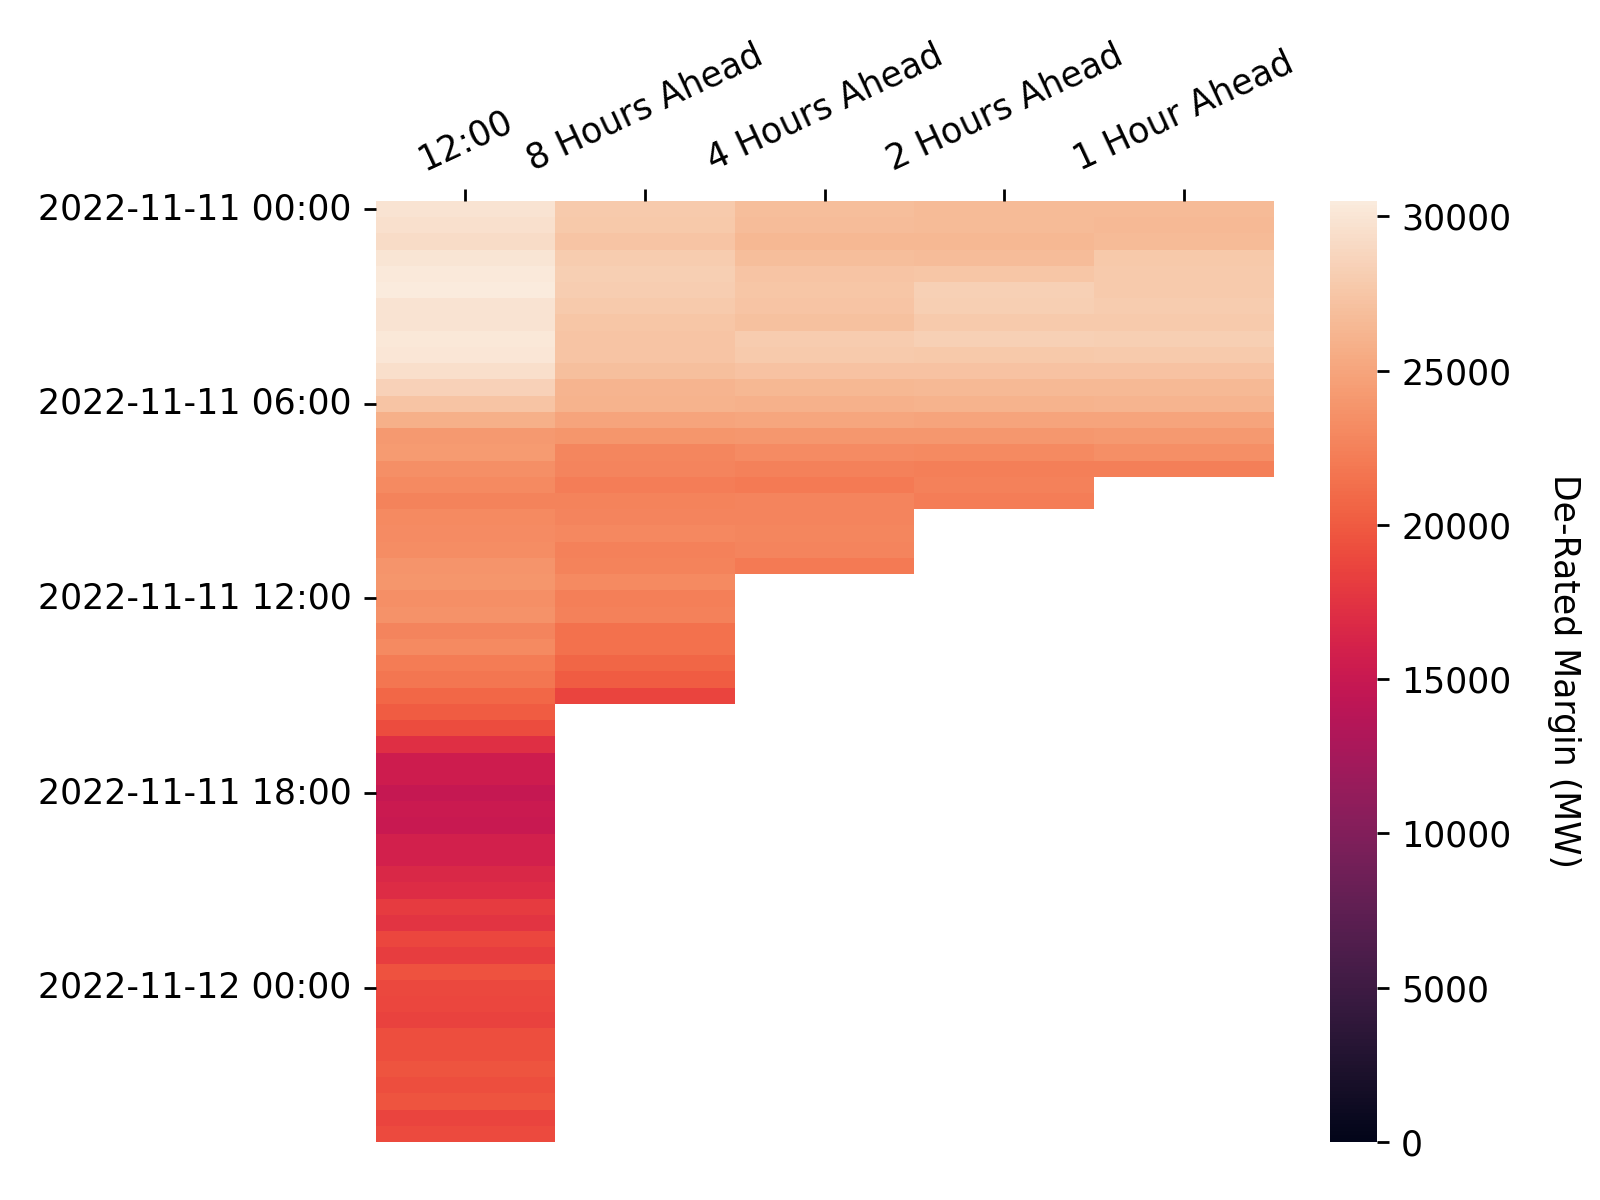 12:00
8 Hours Ahead
4 Hours Ahead
2 Hours Ahead
1 Hour Ahead
2022-11-11 00:00
2022-11-11 06:00
2022-11-11 12:00
2022-11-11 18:00
2022-11-12 00:00
30000
25000
20000
15000
10000
5000
0
De-Rated Margin (MW)